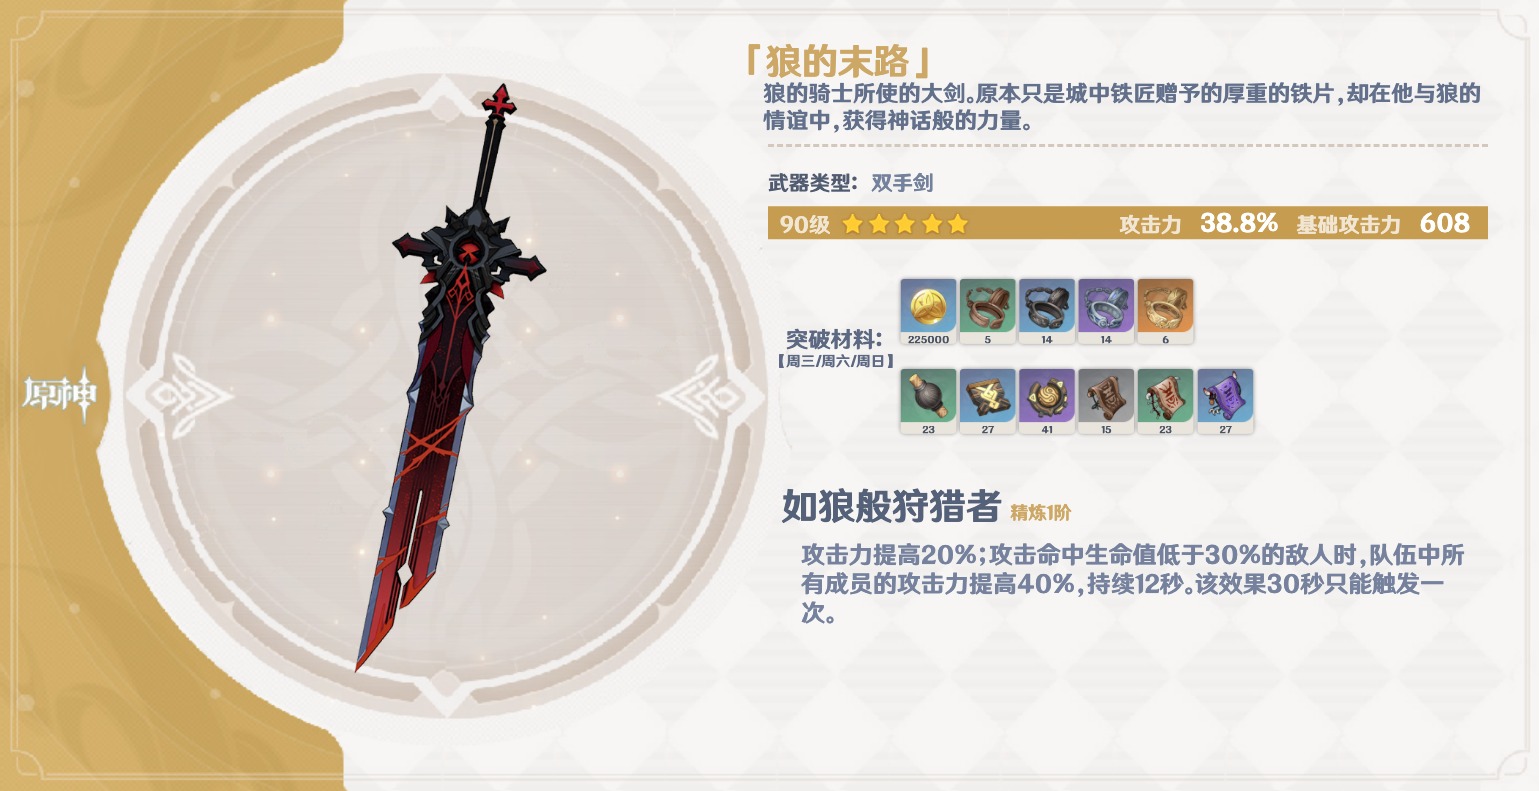 「狼的末路」
狼的骑士所使的大剑。原本只是城中铁匠赠予的厚重的铁片,却在他与狼的
情谊中,获得神话般的力量。
武器类型: 双手剑
90级 攻击力 38.8% 基础攻击力 608
225000 5 14 14 6
突破材料:
【周三/周六/周日】
23 27 41 15 23 27
原神
如狼般狩猎者 精炼1阶
攻击力提高20%;攻击命中生命值低于30%的敌人时,队伍中所
有成员的攻击力提高40%,持续12秒。该效果30秒只能触发一
次。